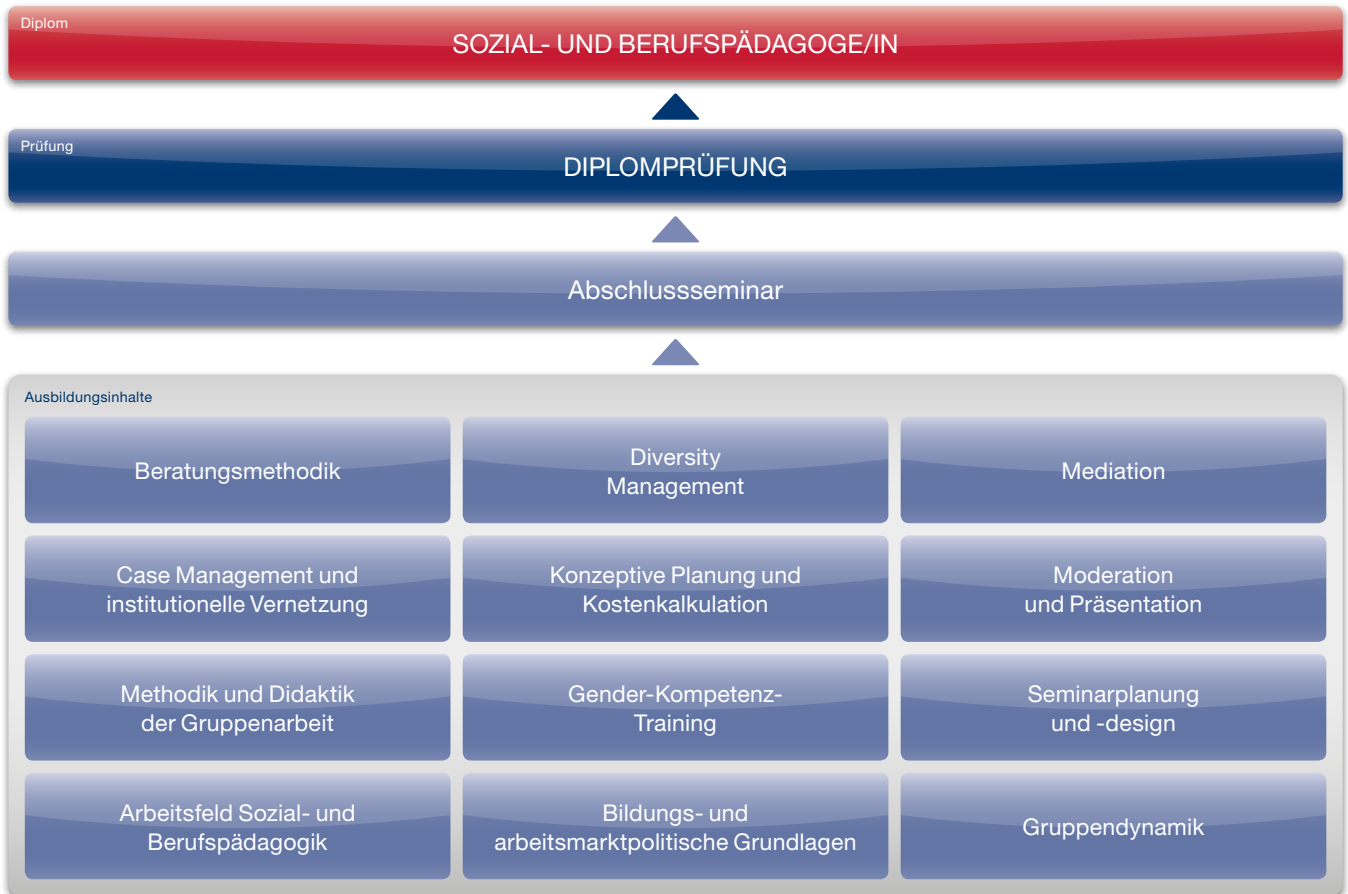 Diplom
SOZIAL- UND BERUFSPÄDAGOGE/IN
Prüfung
DIPLOMPRÜFUNG
Abschlussseminar
Ausbildungsinhalte
Beratungsmethodik
Diversity
Management
Mediation
Case Management und
institutionelle Vernetzung
Konzeptive Planung und
Kostenkalkulation
Moderation
und Präsentation
Methodik und Didaktik
der Gruppenarbeit
Gender-Kompetenz-
Training
Seminarplanung
und -design
Arbeitsfeld Sozial- und
Berufspädagogik
Bildungs- und
arbeitsmarktpolitische Grundlagen
Gruppendynamik